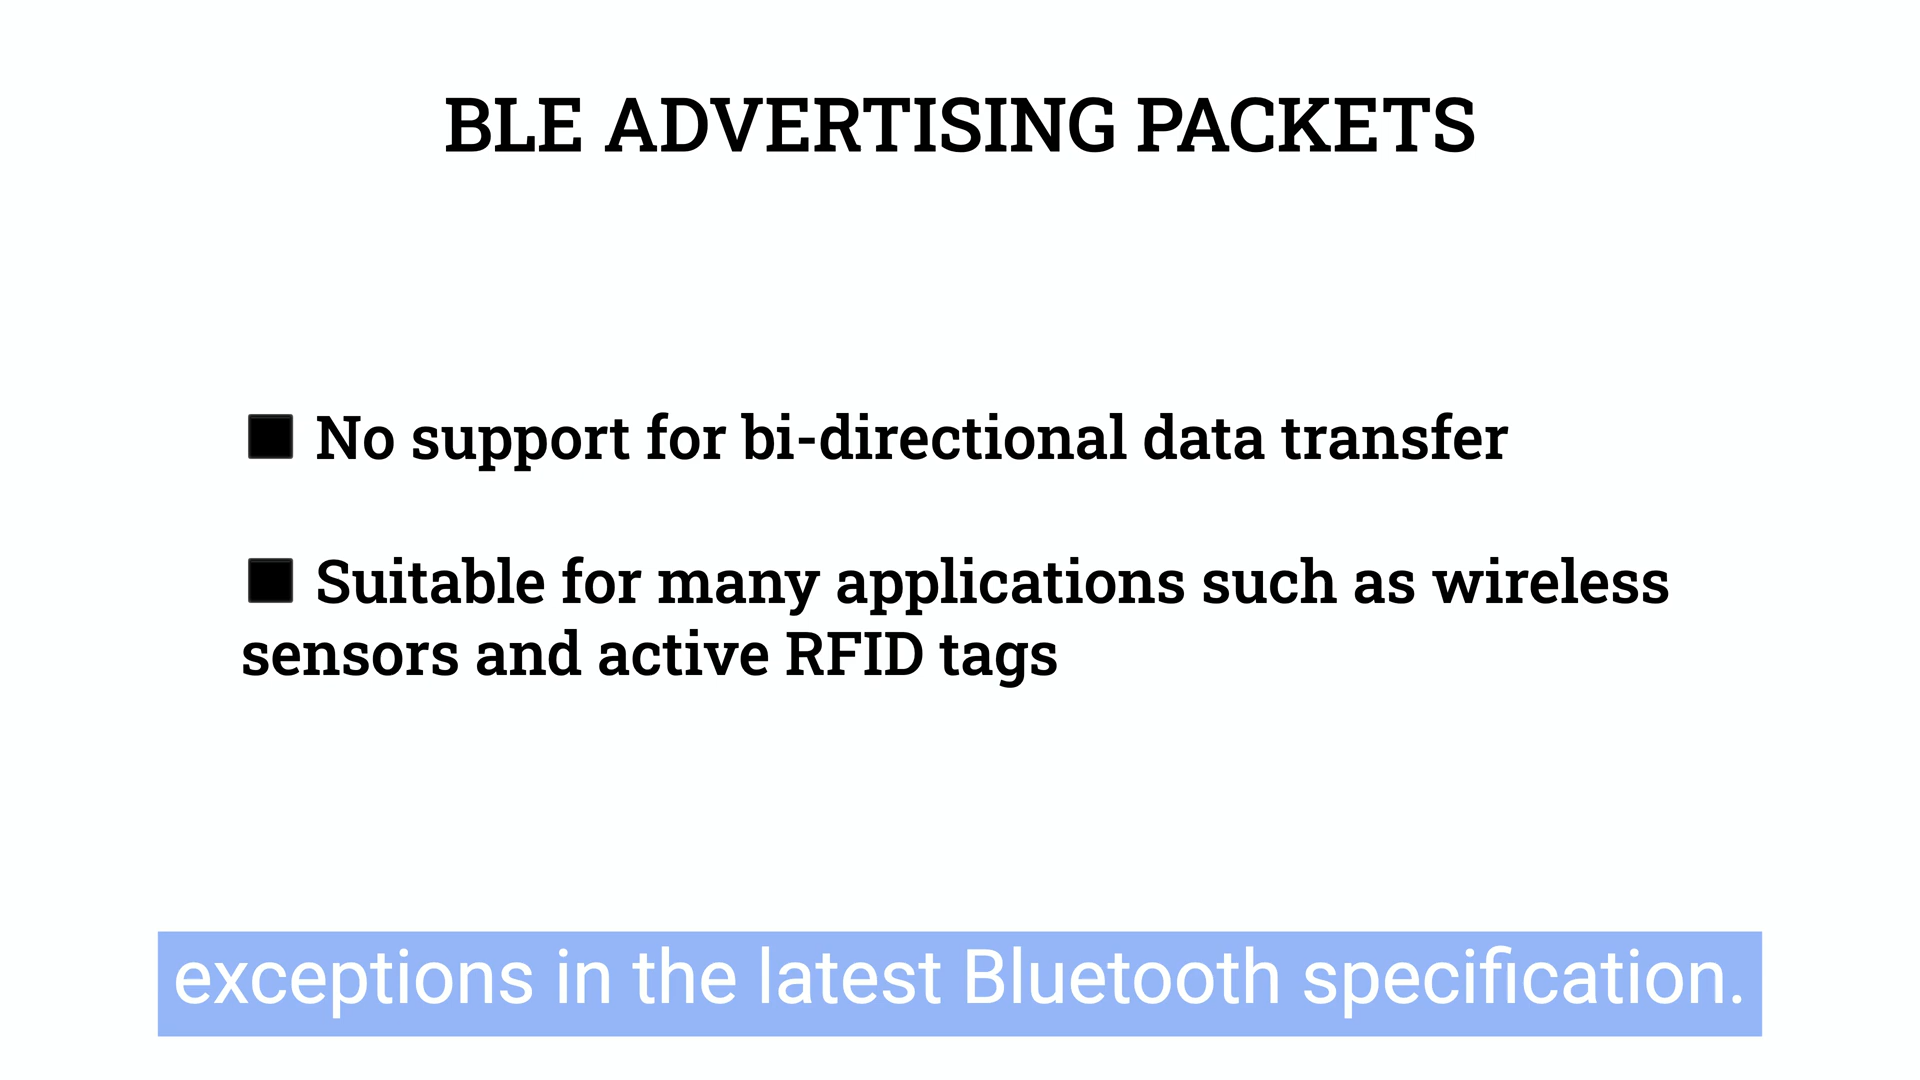 BLE ADVERTISING PACKETS
■ No support for bi-directional data transfer
■ Suitable for many applications such as wireless
sensors and active RFID tags
exceptions in the latest Bluetooth specification.